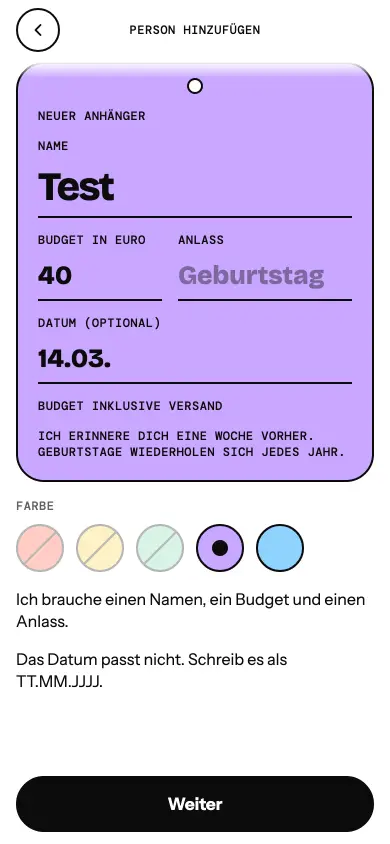 PERSON HINZUFÜGEN
NEUER ANHÄNGER
NAME
Test
BUDGET IN EURO
ANLASS
40
Geburtstag
DATUM (OPTIONAL)
14.03.
BUDGET INKLUSIVE VERSAND
ICH ERINNERE DICH EINE WOCHE VORHER.
GEBURTSTAGE WIEDERHOLEN SICH JEDES JAHR.
FARBE
Ich brauche einen Namen, ein Budget und einen
Anlass.
Das Datum passt nicht. Schreib es als
TT.MM.JJJJ.
Weiter